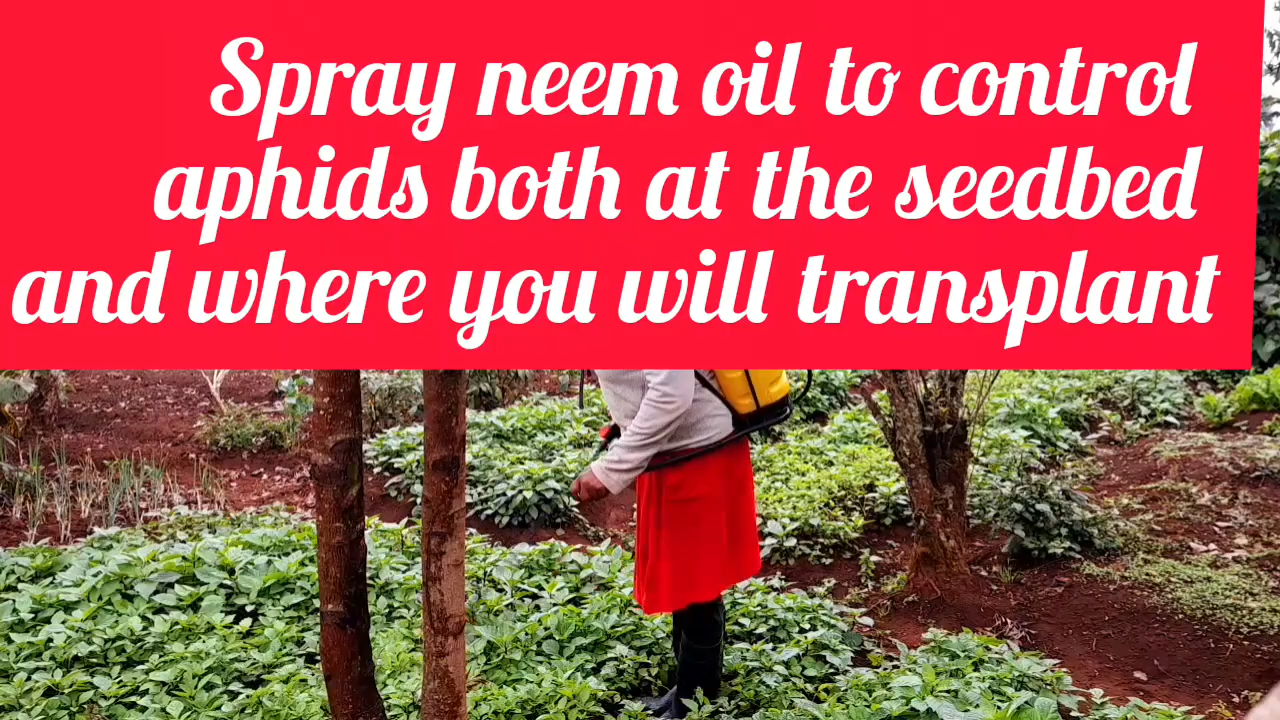 Spray neem oil to control
aphids both at the seedbed
and where you will transplant